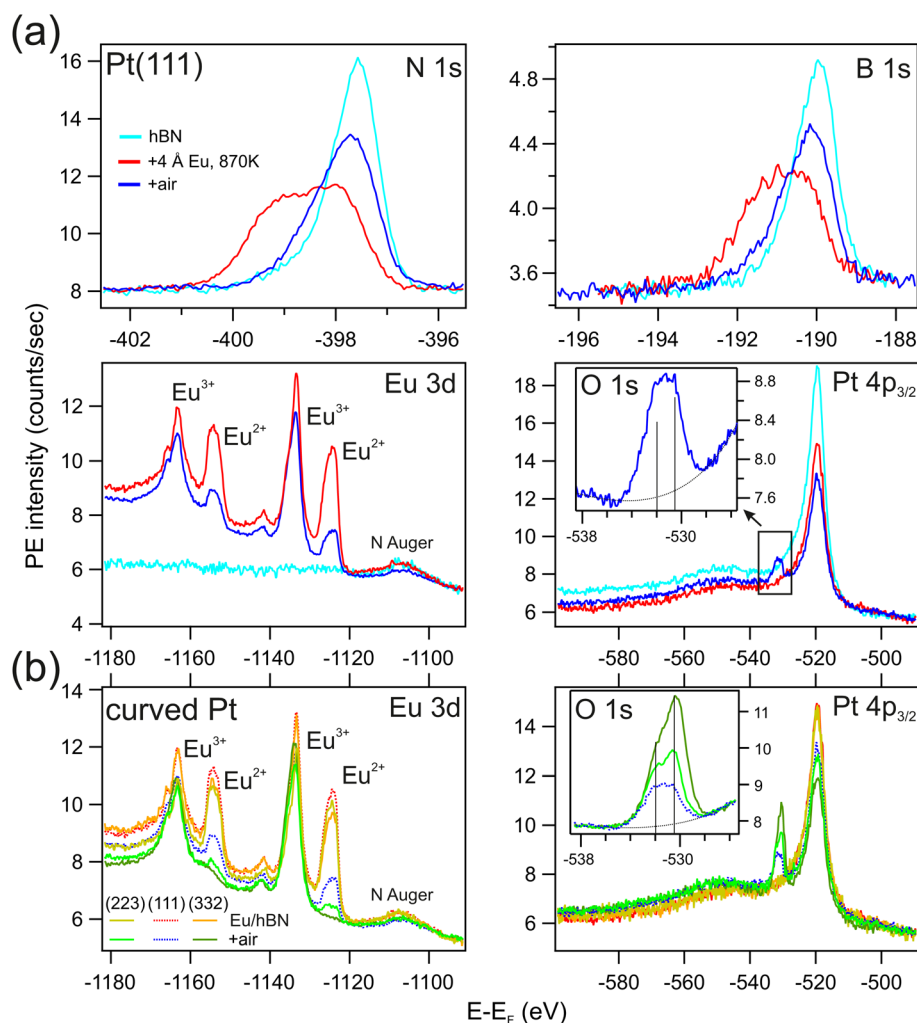 (a)
Pt(111)
N 1s
B 1s
hBN
+4 Å Eu, 870K
+air
16
14
12
10
8
-402
-400
-398
-396
4.8
4.4
4.0
3.6
-196
-194
-192
-190
-188
Eu 3d
Eu3+
Eu2+
Eu3+
Eu2+
N Auger
12
10
8
6
4
-1180
-1160
-1140
-1120
-1100
O 1s
Pt 4p3/2
8.8
8.5
8.2
7.9
7.6
-538
-530
18
16
14
12
10
8
6
-580
-560
-540
-520
-500
PE intensity (counts/sec)
(b)
curved Pt
Eu 3d
Eu3+
Eu2+
Eu3+
Eu2+
N Auger
(223) (111) (332)
Eu/hBN
+air
14
12
10
8
6
-1180
-1160
-1140
-1120
-1100
O 1s
Pt 4p3/2
11
10
9
8
-538
-530
14
12
10
8
6
-580
-560
-540
-520
-500
E-EF (eV)